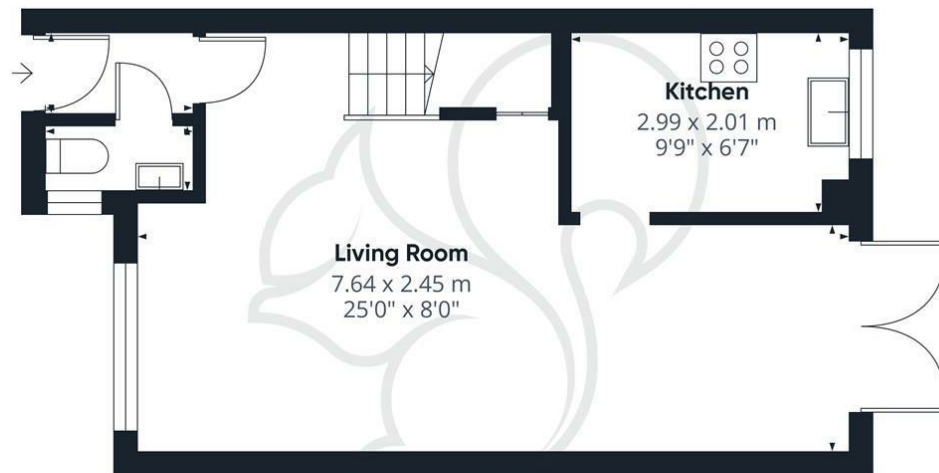 Kitchen
2.99 x 2.01 m
9'9" x 6'7"
Living Room
7.64 x 2.45 m
25'0" x 8'0"